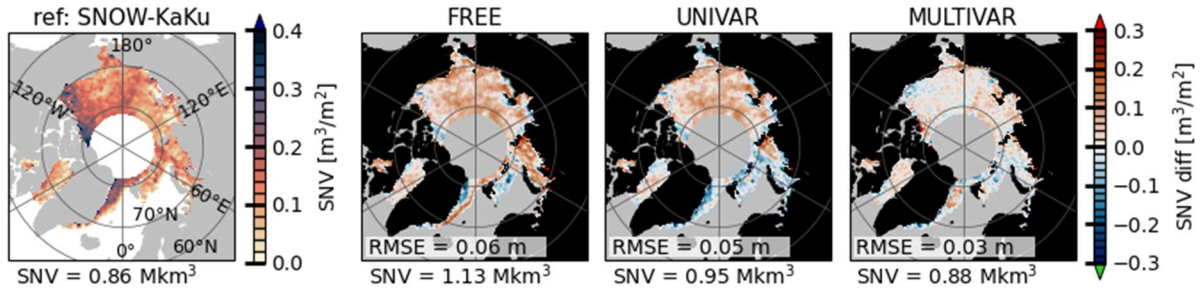 ref: SNOW-KaKu
180°
120°W
120°E
60°E
70°N
0°
60°N
SNV = 0.86 Mkm³
0.4
0.3
0.2
0.1
0.0
SNV [m³/m²]
FREE
RMSE = 0.06 m
SNV = 1.13 Mkm³
UNIVAR
RMSE = 0.05 m
SNV = 0.95 Mkm³
MULTIVAR
RMSE = 0.03 m
SNV = 0.88 Mkm³
0.3
0.2
0.1
0.0
−0.1
−0.2
−0.3
SNV diff [m³/m²]